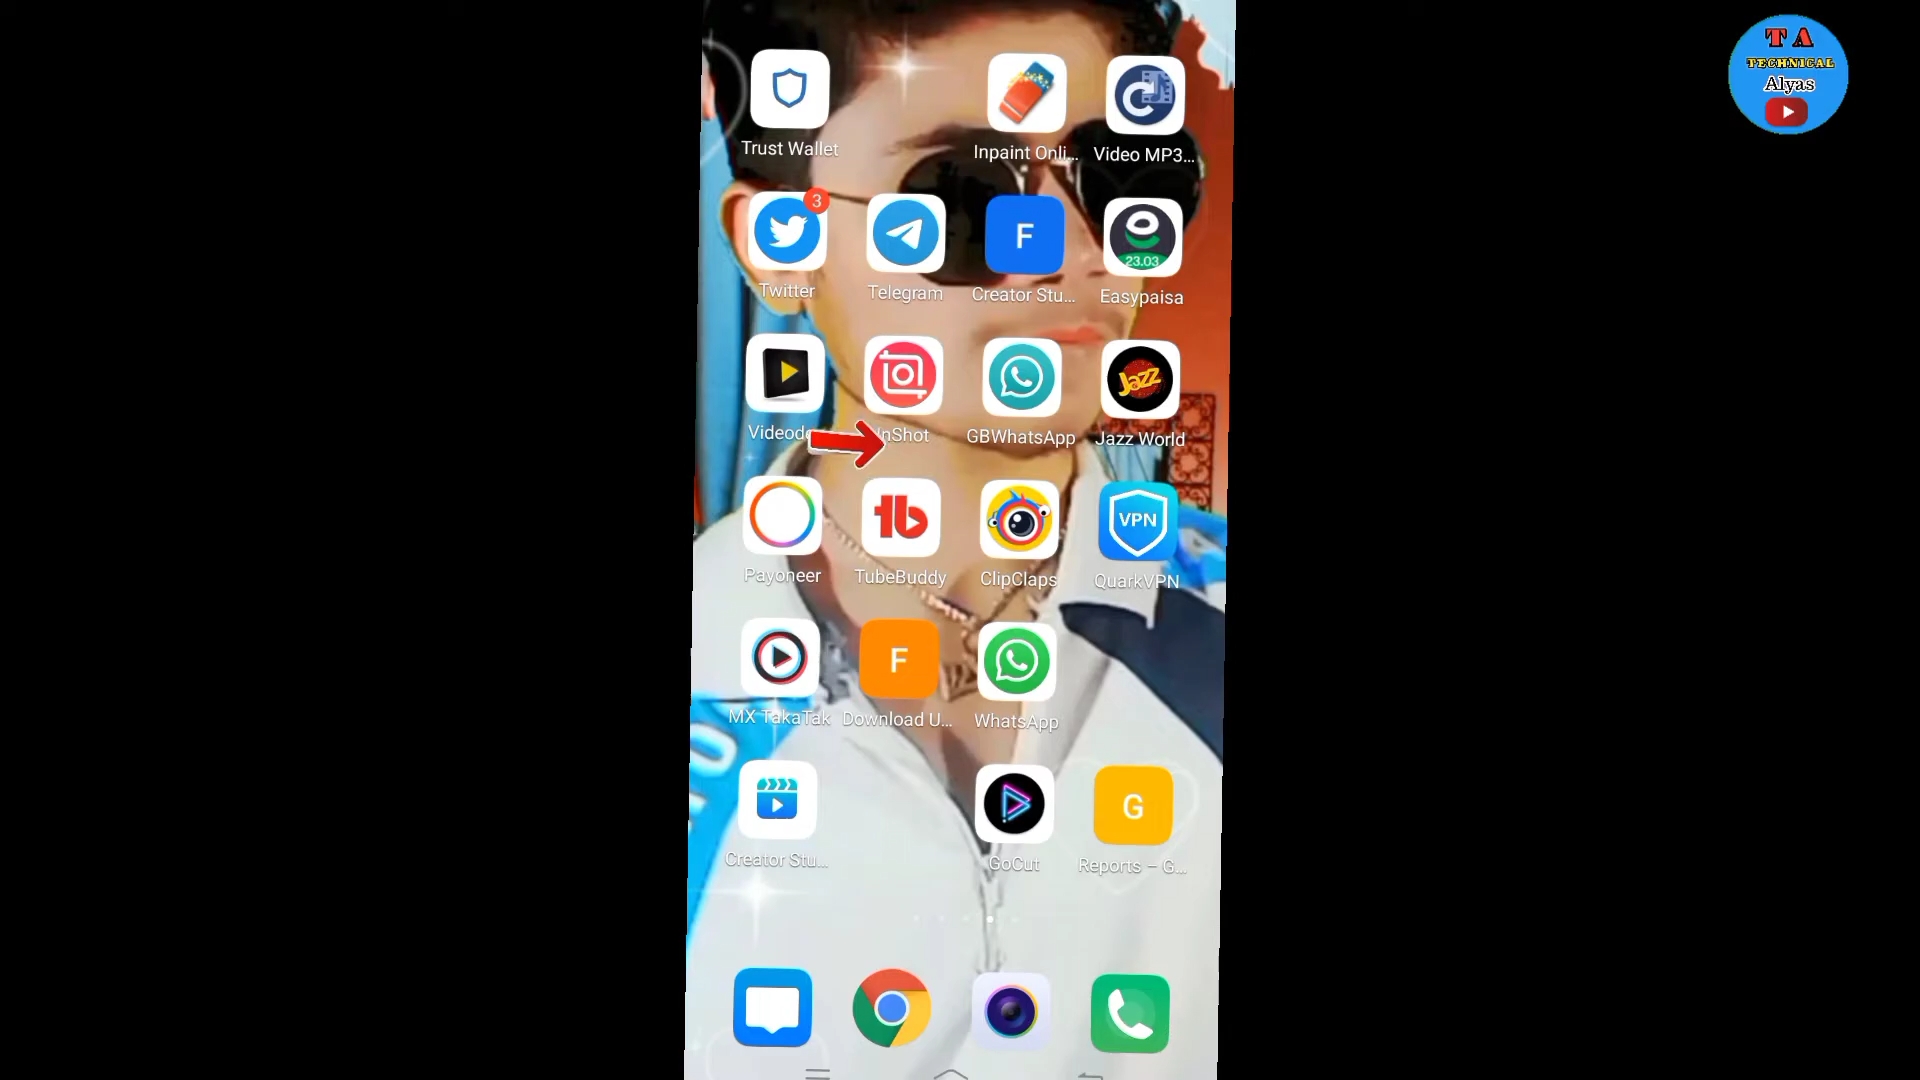 T A
TECHNICAL
Alyas
Trust Wallet
Inpaint Onli...
Video MP3...
3
23.03
F
Twitter
Telegram
Creator Stu...
Easypaisa
Jazz
InShot
GBWhatsApp
Jazz World
VPN
Payoneer
TubeBuddy
ClipClaps
QuarkVPN
F
MX TakaTak
Download U...
WhatsApp
G
Creator Stu...
GoCut
Reports – G...